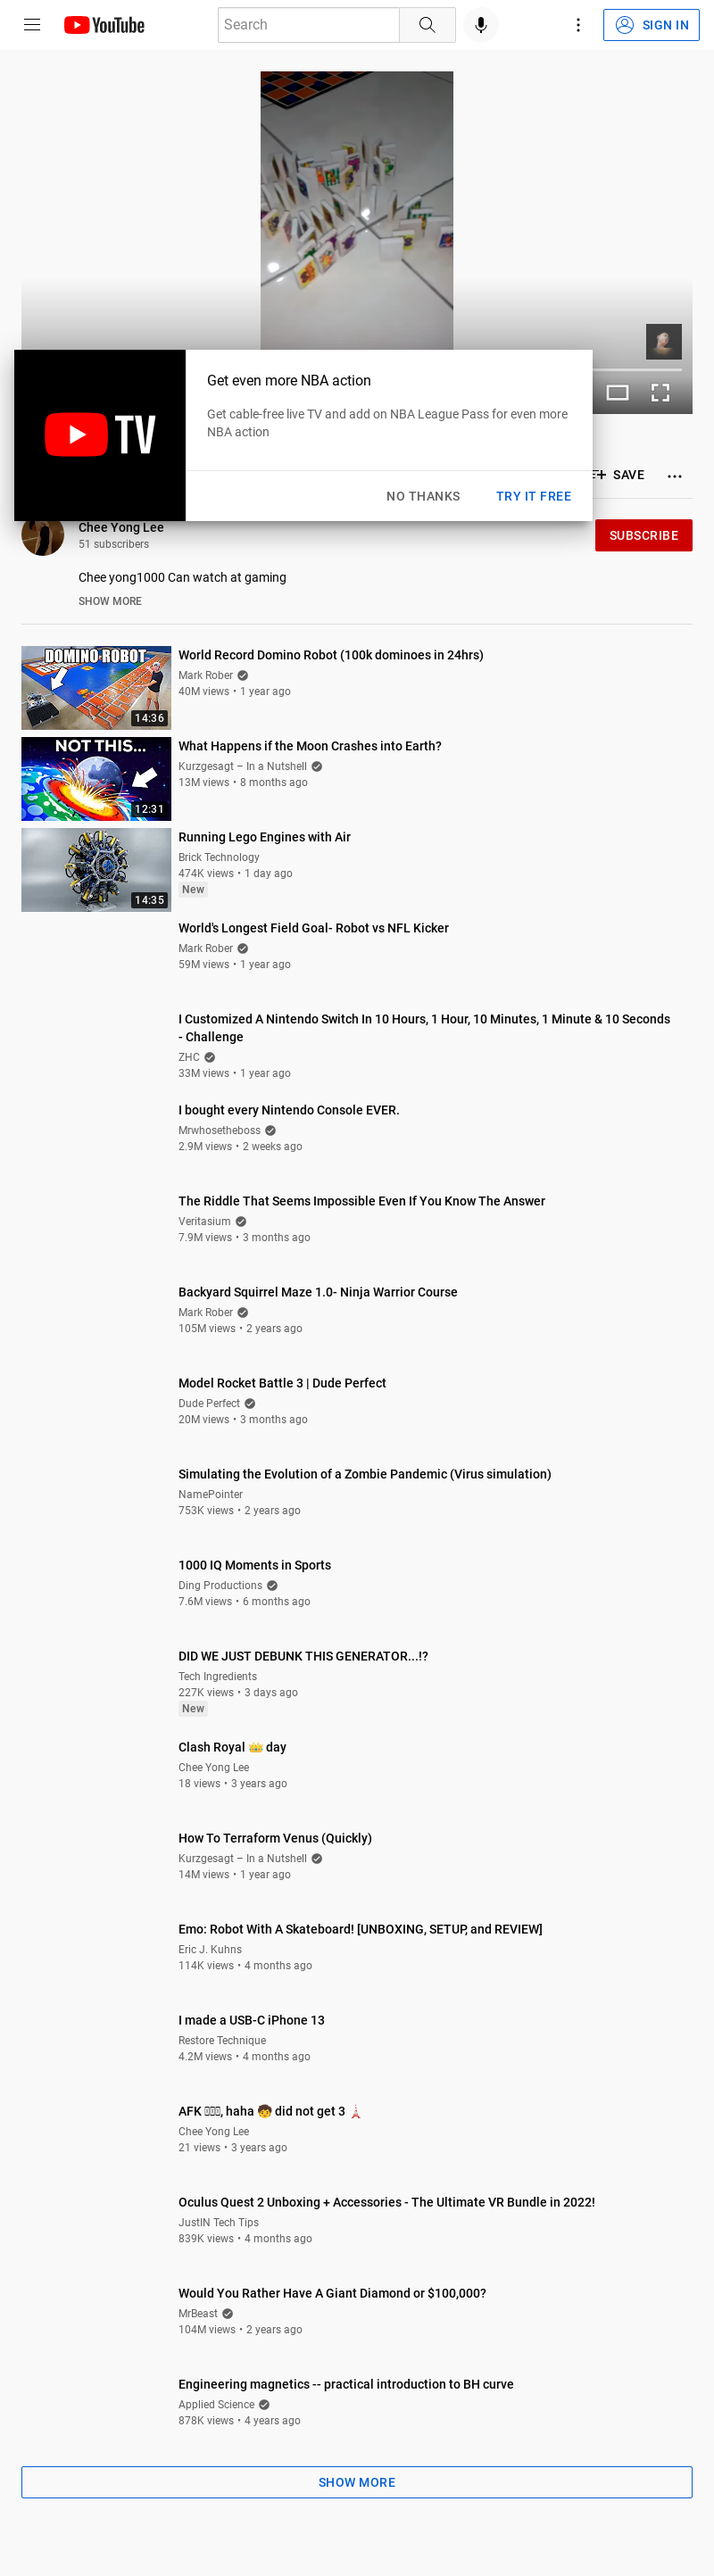 YouTube
Search
SIGN IN
TV
Get even more NBA action
Get cable-free live TV and add on NBA League Pass for even more
NBA action
NO THANKS
TRY IT FREE
SAVE
Chee Yong Lee
51 subscribers
SUBSCRIBE
Chee yong1000 Can watch at gaming
SHOW MORE
DOMINO ROBOT
14:36
World Record Domino Robot (100k dominoes in 24hrs)
Mark Rober
40M views • 1 year ago
NOT THIS...
12:31
What Happens if the Moon Crashes into Earth?
Kurzgesagt – In a Nutshell
13M views • 8 months ago
14:35
Running Lego Engines with Air
Brick Technology
474K views • 1 day ago
New
World's Longest Field Goal- Robot vs NFL Kicker
Mark Rober
59M views • 1 year ago
I Customized A Nintendo Switch In 10 Hours, 1 Hour, 10 Minutes, 1 Minute & 10 Seconds
- Challenge
ZHC
33M views • 1 year ago
I bought every Nintendo Console EVER.
Mrwhosetheboss
2.9M views • 2 weeks ago
The Riddle That Seems Impossible Even If You Know The Answer
Veritasium
7.9M views • 3 months ago
Backyard Squirrel Maze 1.0- Ninja Warrior Course
Mark Rober
105M views • 2 years ago
Model Rocket Battle 3 | Dude Perfect
Dude Perfect
20M views • 3 months ago
Simulating the Evolution of a Zombie Pandemic (Virus simulation)
NamePointer
753K views • 2 years ago
1000 IQ Moments in Sports
Ding Productions
7.6M views • 6 months ago
DID WE JUST DEBUNK THIS GENERATOR...!?
Tech Ingredients
227K views • 3 days ago
New
Clash Royal 👑 day
Chee Yong Lee
18 views • 3 years ago
How To Terraform Venus (Quickly)
Kurzgesagt – In a Nutshell
14M views • 1 year ago
Emo: Robot With A Skateboard! [UNBOXING, SETUP, and REVIEW]
Eric J. Kuhns
114K views • 4 months ago
I made a USB-C iPhone 13
Restore Technique
4.2M views • 4 months ago
AFK , haha 🧒 did not get 3 🗼
Chee Yong Lee
21 views • 3 years ago
Oculus Quest 2 Unboxing + Accessories - The Ultimate VR Bundle in 2022!
JustIN Tech Tips
839K views • 4 months ago
Would You Rather Have A Giant Diamond or $100,000?
MrBeast
104M views • 2 years ago
Engineering magnetics -- practical introduction to BH curve
Applied Science
878K views • 4 years ago
SHOW MORE